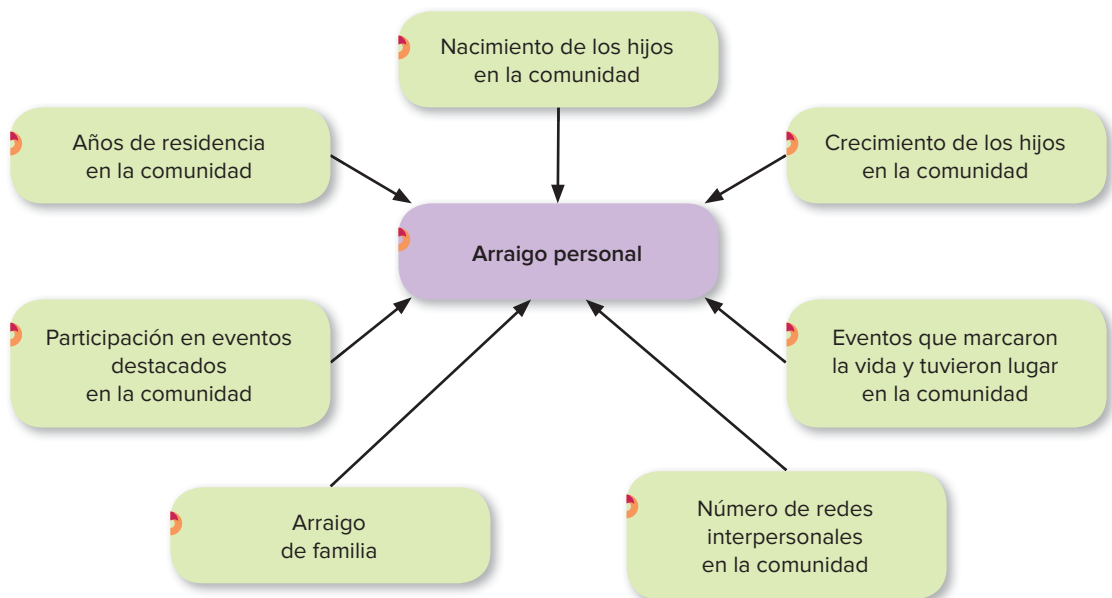 Nacimiento de los hijos
en la comunidad
Años de residencia
en la comunidad
Crecimiento de los hijos
en la comunidad
Arraigo personal
Participación en eventos
destacados
en la comunidad
Eventos que marcaron
la vida y tuvieron lugar
en la comunidad
Arraigo
de familia
Número de redes
interpersonales
en la comunidad